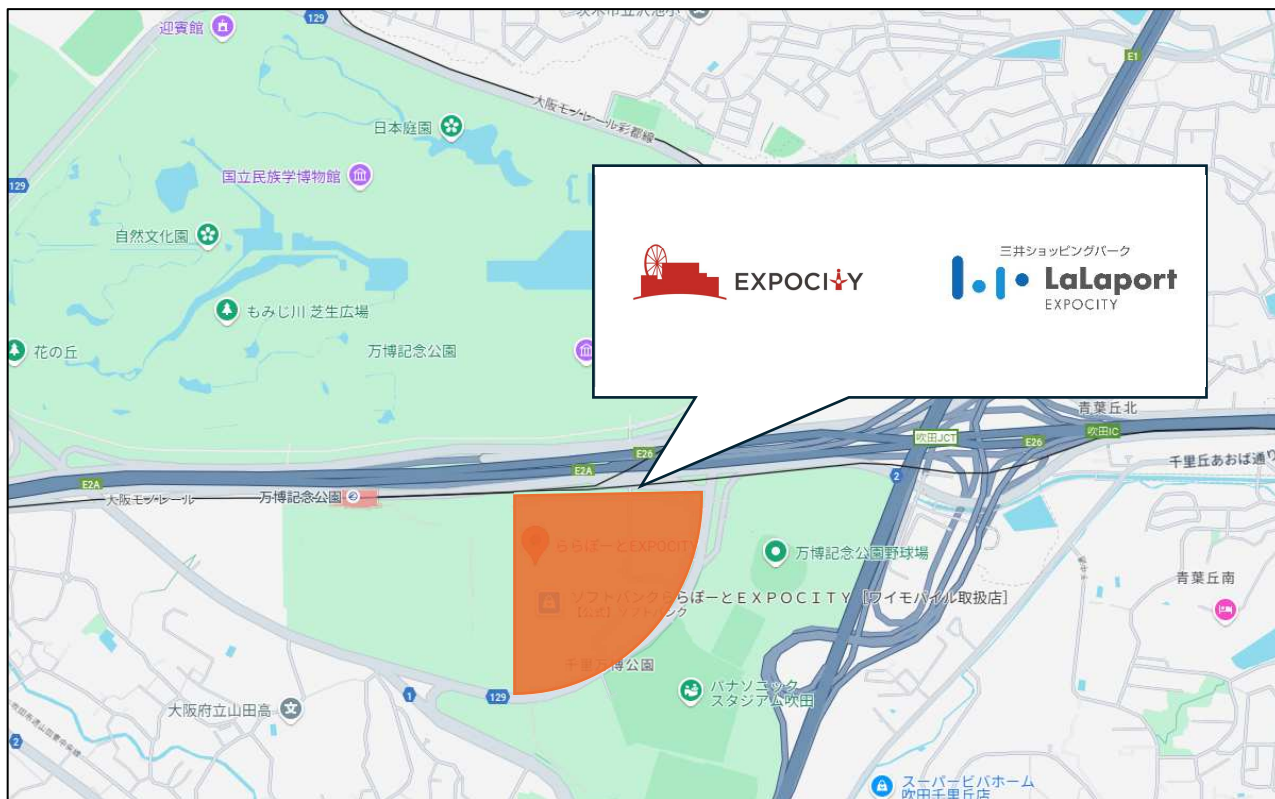 迎賓館
129
E1
大阪モノレール彩都線
日本庭園
国立民族学博物館
129
自然文化園
もみじ川 芝生広場
花の丘
万博記念公園
EXPOCITY
三井ショッピングパーク
LaLaport
EXPOCITY
青葉丘北
吹田JCT
E26
吹田IC
E26
E2A
E2A
千里丘あおば通り
大阪モノレール
万博記念公園
2
ららぽーとEXPOCITY
万博記念公園野球場
青葉丘南
ソフトバンクららぽーとＥＸＰＯＣＩＴＹ［ワイモバイル取扱店］
【公式】ソフトバンク
千里万博公園
パナソニック
スタジアム吹田
129
1
大阪府立山田高
2
スーパービバホーム
吹田千里丘店